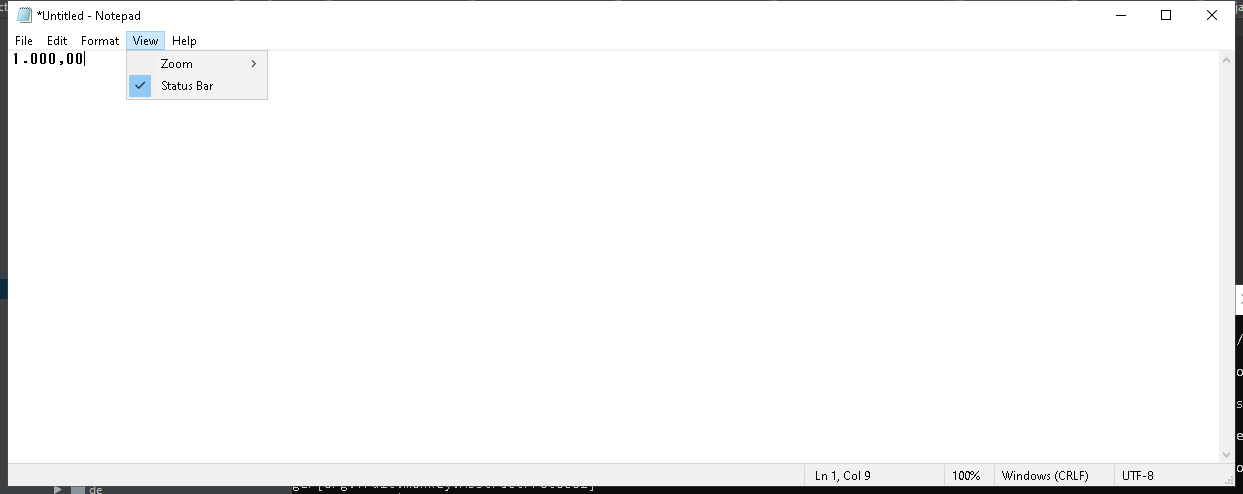 *Untitled - Notepad
File Edit Format View Help
1.000,00
Zoom
Status Bar
Ln 1, Col 9 100% Windows (CRLF) UTF-8
de